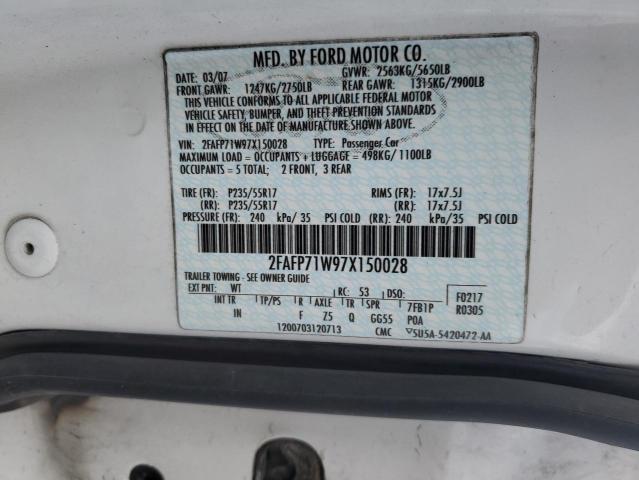 MFD. BY FORD MOTOR CO.
DATE: 03/07 GVWR: 2563KG/5650LB
FRONT GAWR: 1247KG/2750LB REAR GAWR: 1315KG/2900LB
THIS VEHICLE CONFORMS TO ALL APPLICABLE FEDERAL MOTOR
VEHICLE SAFETY, BUMPER, AND THEFT PREVENTION STANDARDS
IN EFFECT ON THE DATE OF MANUFACTURE SHOWN ABOVE.
VIN: 2FAFP71W97X150028 TYPE: Passenger Car
MAXIMUM LOAD = OCCUPANTS + LUGGAGE = 498KG/1100LB
OCCUPANTS = 5 TOTAL; 2 FRONT, 3 REAR
TIRE (FR): P235/55R17 RIMS (FR): 17x7.5J
(RR): P235/55R17 (RR): 17x7.5J
PRESSURE (FR): 240 kPa/ 35 PSI COLD (RR): 240 kPa/35 PSI COLD
2FAFP71W97X150028
TRAILER TOWING - SEE OWNER GUIDE
EXT PNT: WT RC: 53 DSO: F0217
INT TR TP/PS R AXLE TR SPR 7FB1P R0305
IN F Z5 Q GG55 POA
1200703120713 CMC ▽5U5A-5420472-AA